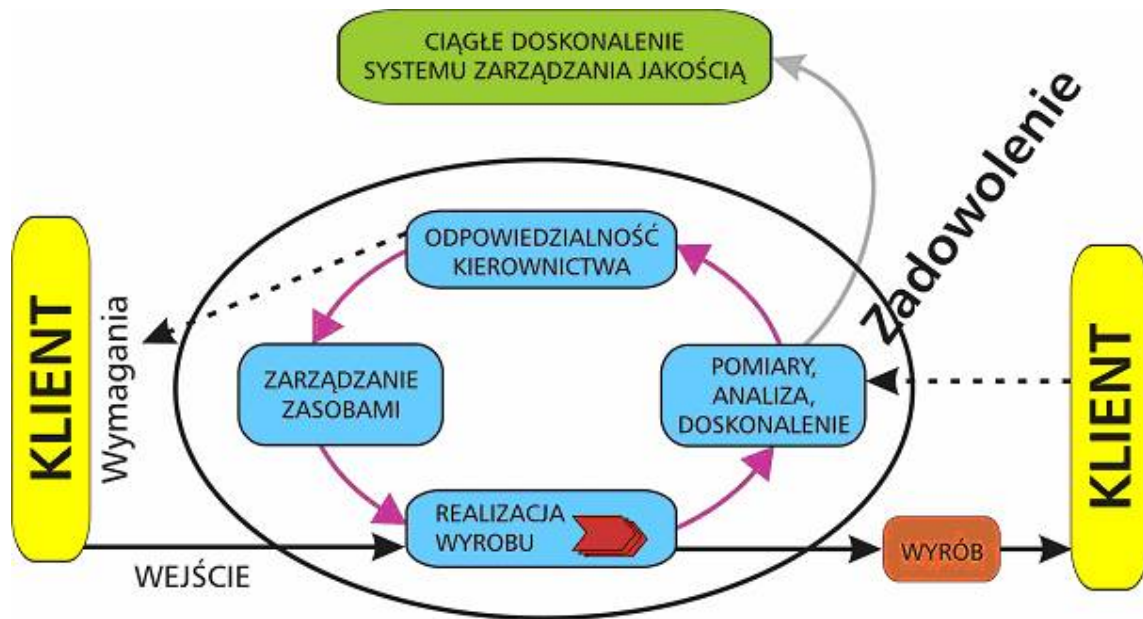 CIĄGŁE DOSKONALENIE
SYSTEMU ZARZĄDZANIA JAKOŚCIĄ
Zadowolenie
ODPOWIEDZIALNOŚĆ
KIEROWNICTWA
KLIENT
Wymagania
ZARZĄDZANIE
ZASOBAMI
POMIARY,
ANALIZA,
DOSKONALENIE
KLIENT
REALIZACJA
WYROBU
WYRÓB
WEJŚCIE